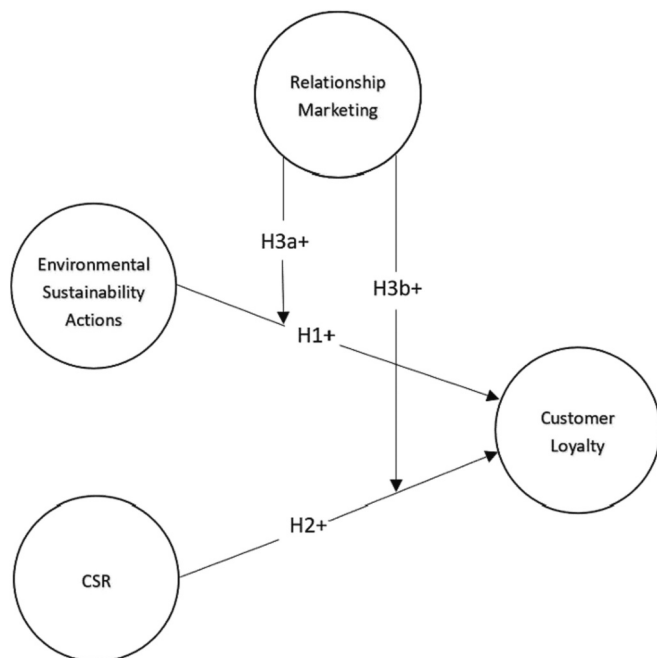 Relationship
Marketing
H3a+
Environmental
Sustainability
Actions
H3b+
H1+
Customer
Loyalty
H2+
CSR